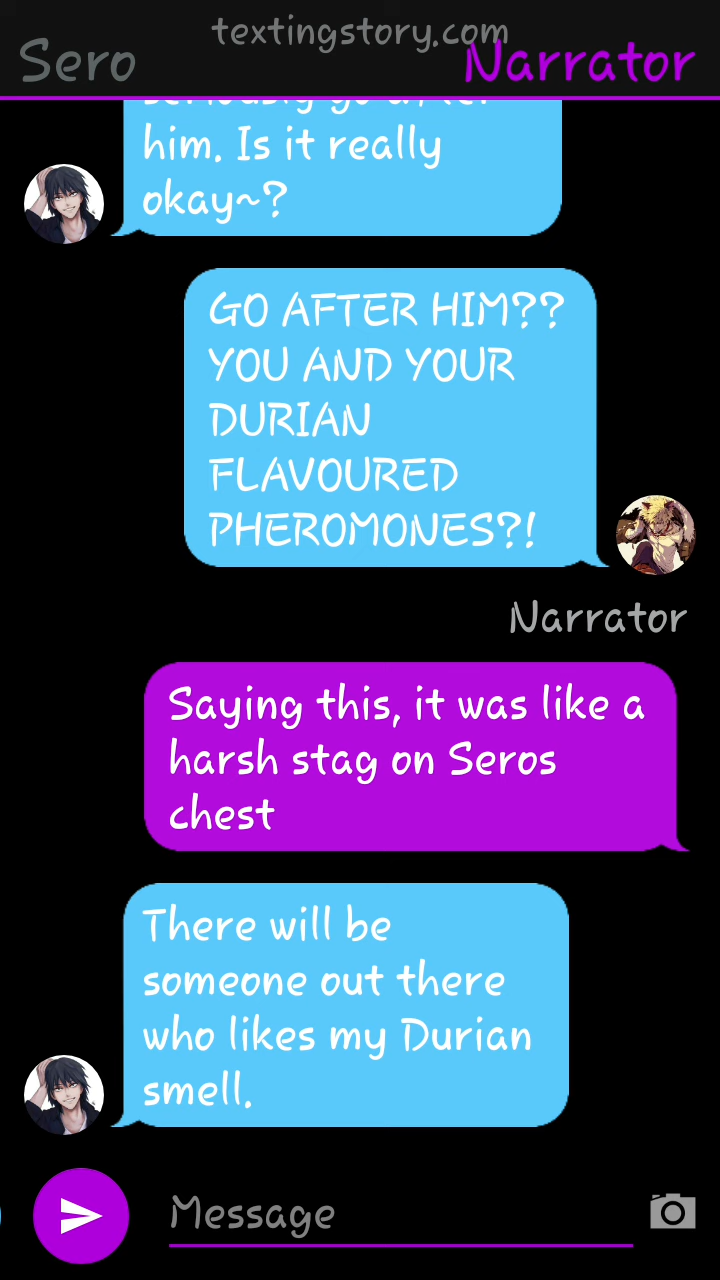 textingstory.com
Sero
Narrator
him. Is it really
okay~?
GO AFTER HIM??
YOU AND YOUR
DURIAN
FLAVOURED
PHEROMONES?!
Narrator
Saying this, it was like a
harsh stag on Seros
chest
There will be
someone out there
who likes my Durian
smell.
Message